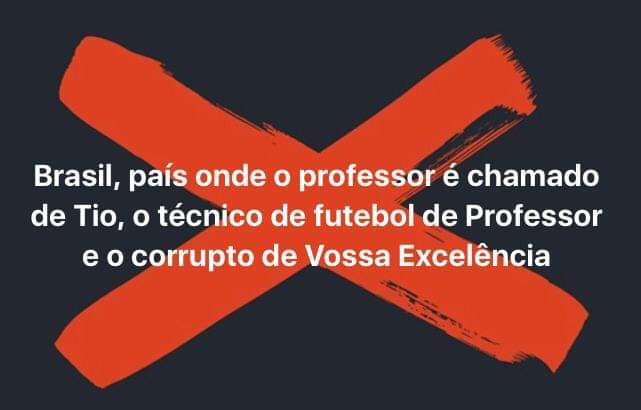 Brasil, país onde o professor é chamado
de Tio, o técnico de futebol de Professor
e o corrupto de Vossa Excelência